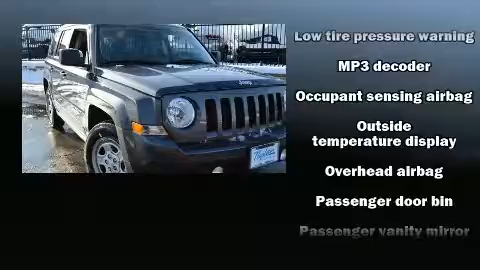 Low tire pressure warning
MP3 decoder
Occupant sensing airbag
Outside
temperature display
Overhead airbag
Passenger door bin
Passenger vanity mirror
Jeep